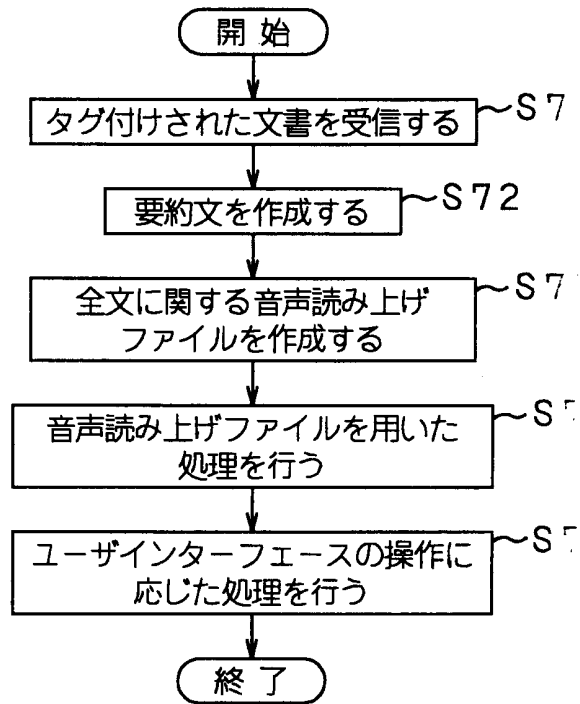 開始
タグ付けされた文書を受信する
S7
要約文を作成する
S72
全文に関する音声読み上げ
ファイルを作成する
S7
音声読み上げファイルを用いた
処理を行う
S7
ユーザインターフェースの操作に
応じた処理を行う
S7
終了